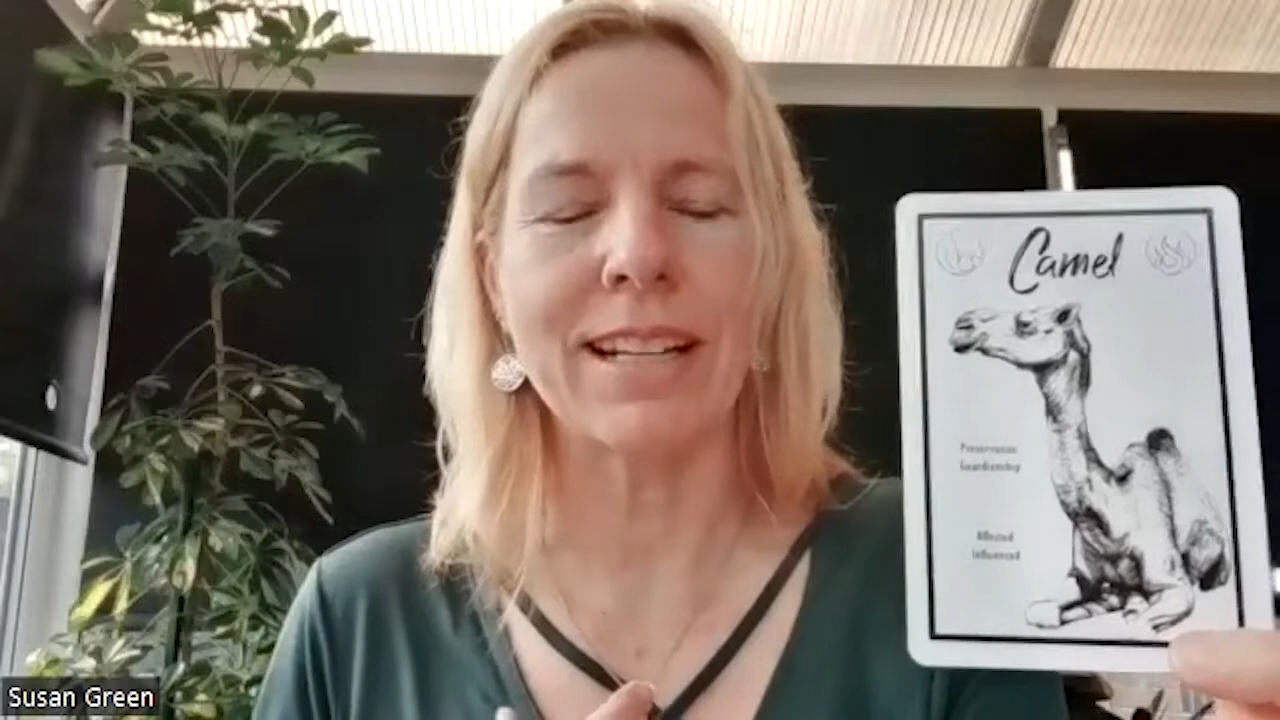 Camel
Preservation
Guardianship
Affected
Influenced
Susan Green